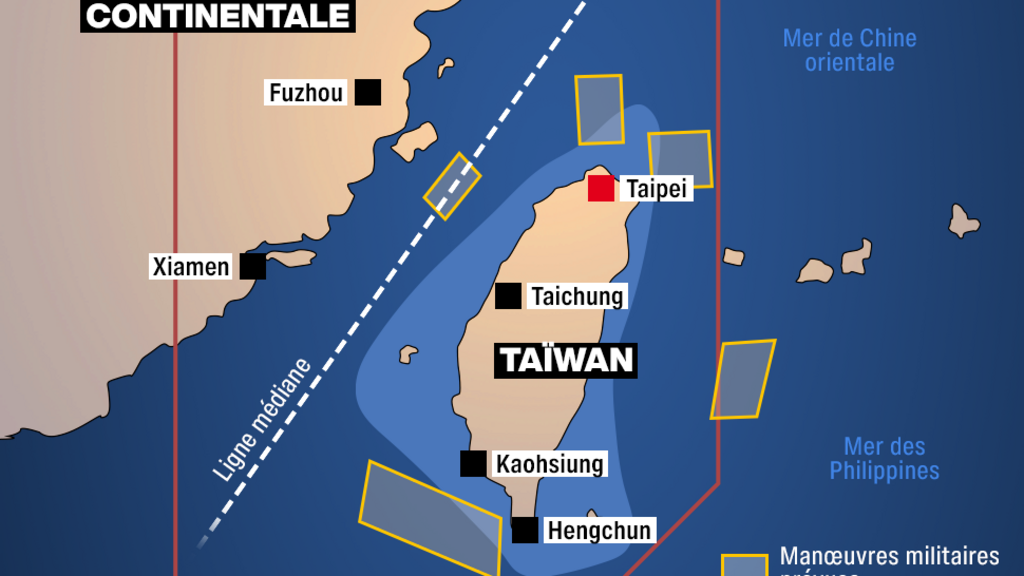 CONTINENTALE
Mer de Chine
orientale
Fuzhou
Taipei
Xiamen
Taichung
TAÏWAN
Ligne médiane
Mer des
Philippines
Kaohsiung
Hengchun
Manœuvres militaires